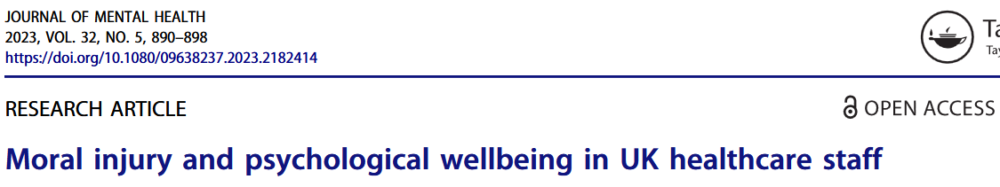 JOURNAL OF MENTAL HEALTH
2023, VOL. 32, NO. 5, 890–898
https://doi.org/10.1080/09638237.2023.2182414
Ta
Tay
RESEARCH ARTICLE
OPEN ACCESS
Moral injury and psychological wellbeing in UK healthcare staff